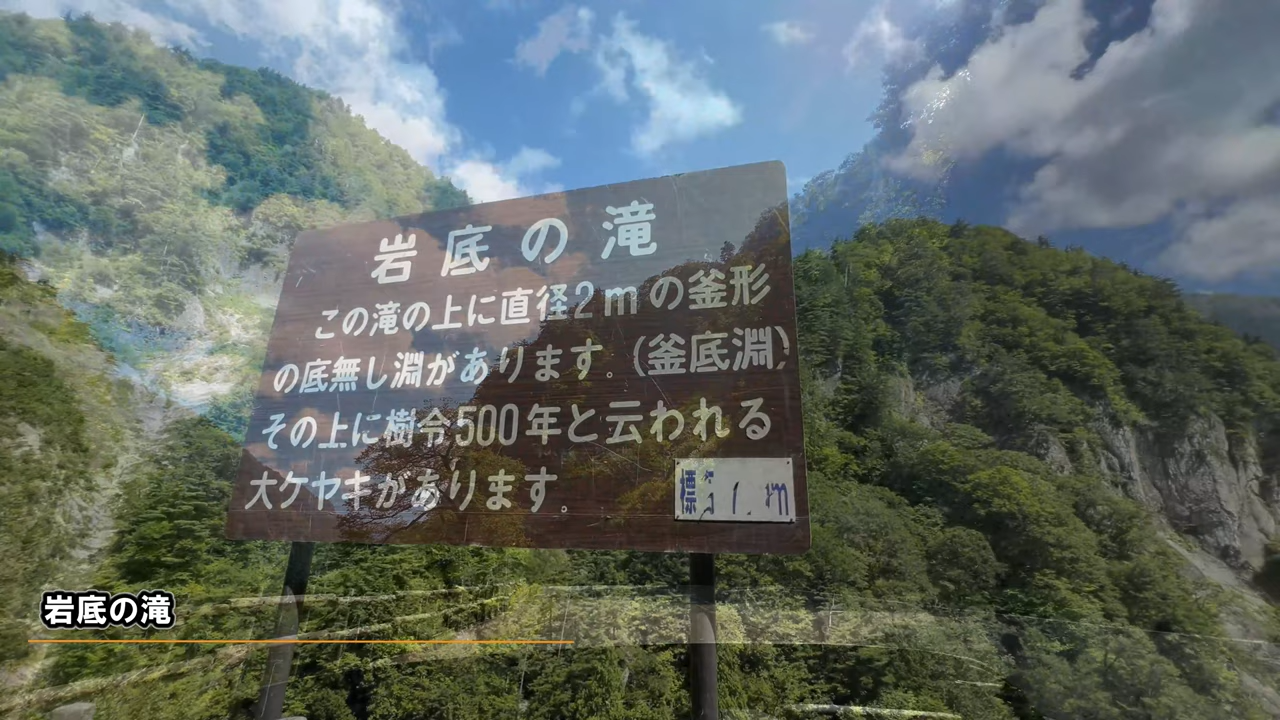 岩底の滝
この滝の上に直径2mの釜形
の底無し淵があります。(釜底淵)
その上に樹令500年と云われる
大ケヤキがあります。
標 m
岩底の滝